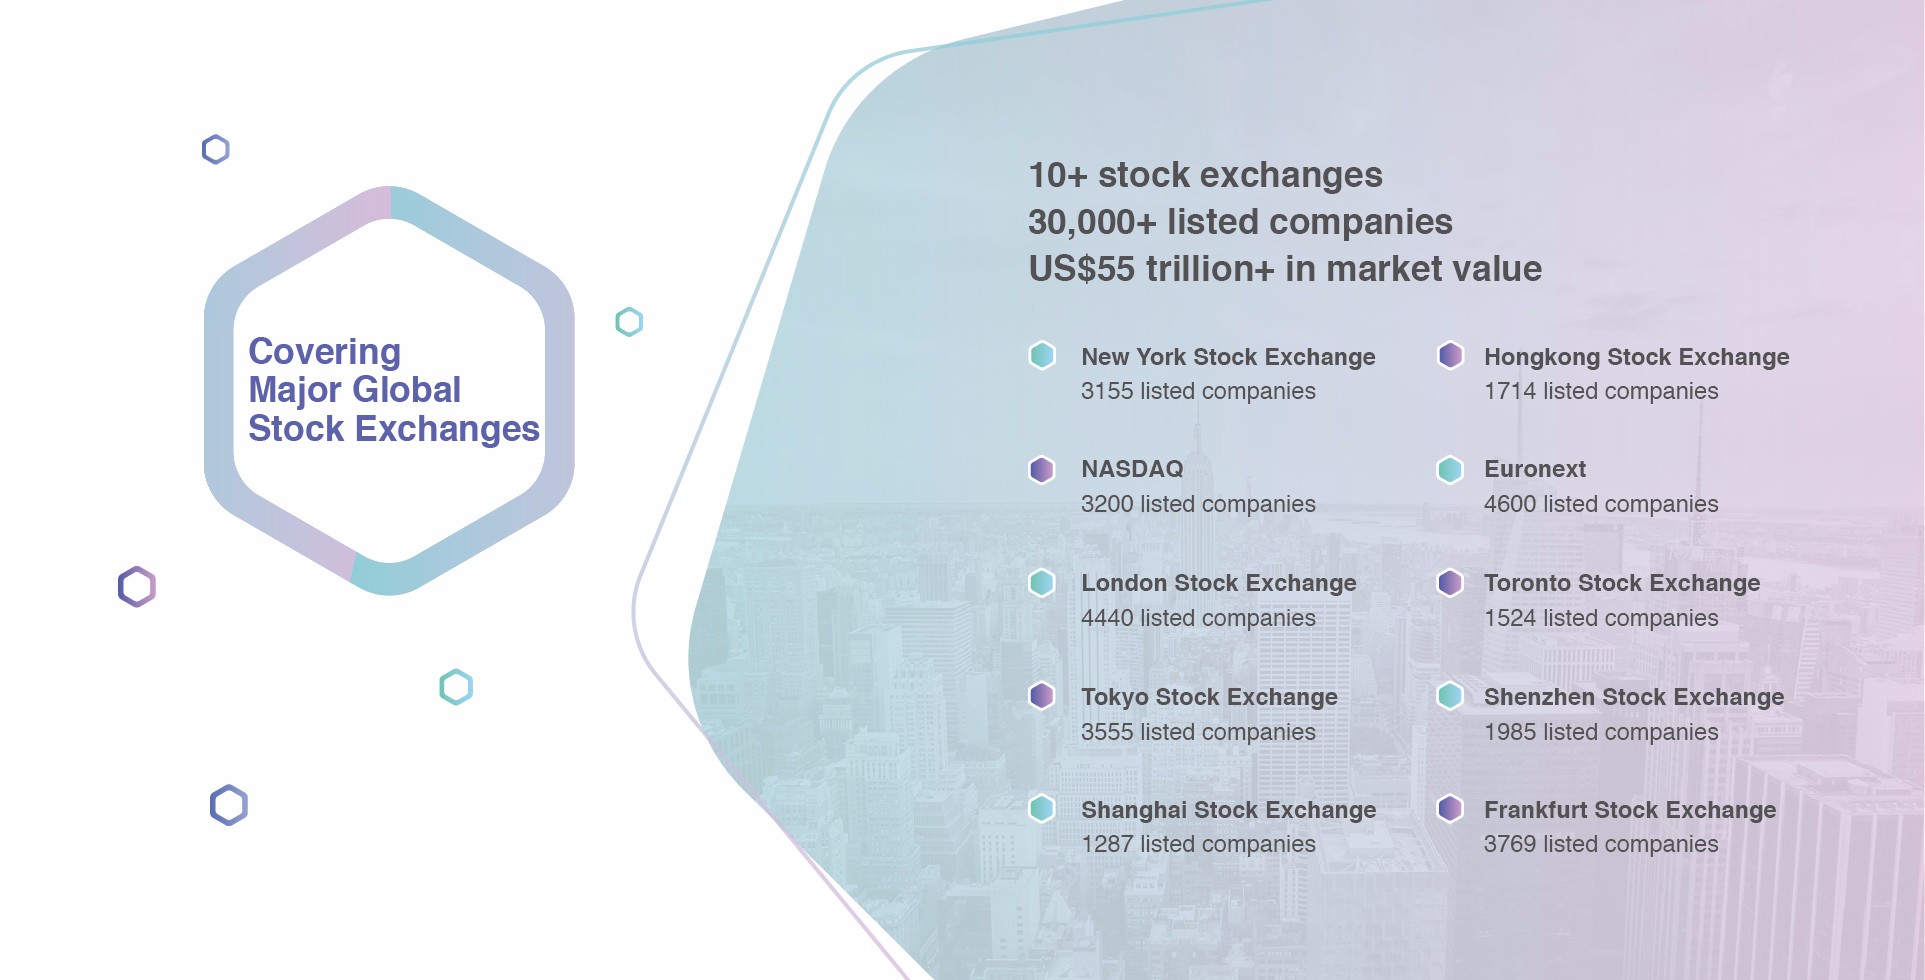 Covering
Major Global
Stock Exchanges
10+ stock exchanges
30,000+ listed companies
US$55 trillion+ in market value
New York Stock Exchange
3155 listed companies
NASDAQ
3200 listed companies
London Stock Exchange
4440 listed companies
Tokyo Stock Exchange
3555 listed companies
Shanghai Stock Exchange
1287 listed companies
Hongkong Stock Exchange
1714 listed companies
Euronext
4600 listed companies
Toronto Stock Exchange
1524 listed companies
Shenzhen Stock Exchange
1985 listed companies
Frankfurt Stock Exchange
3769 listed companies